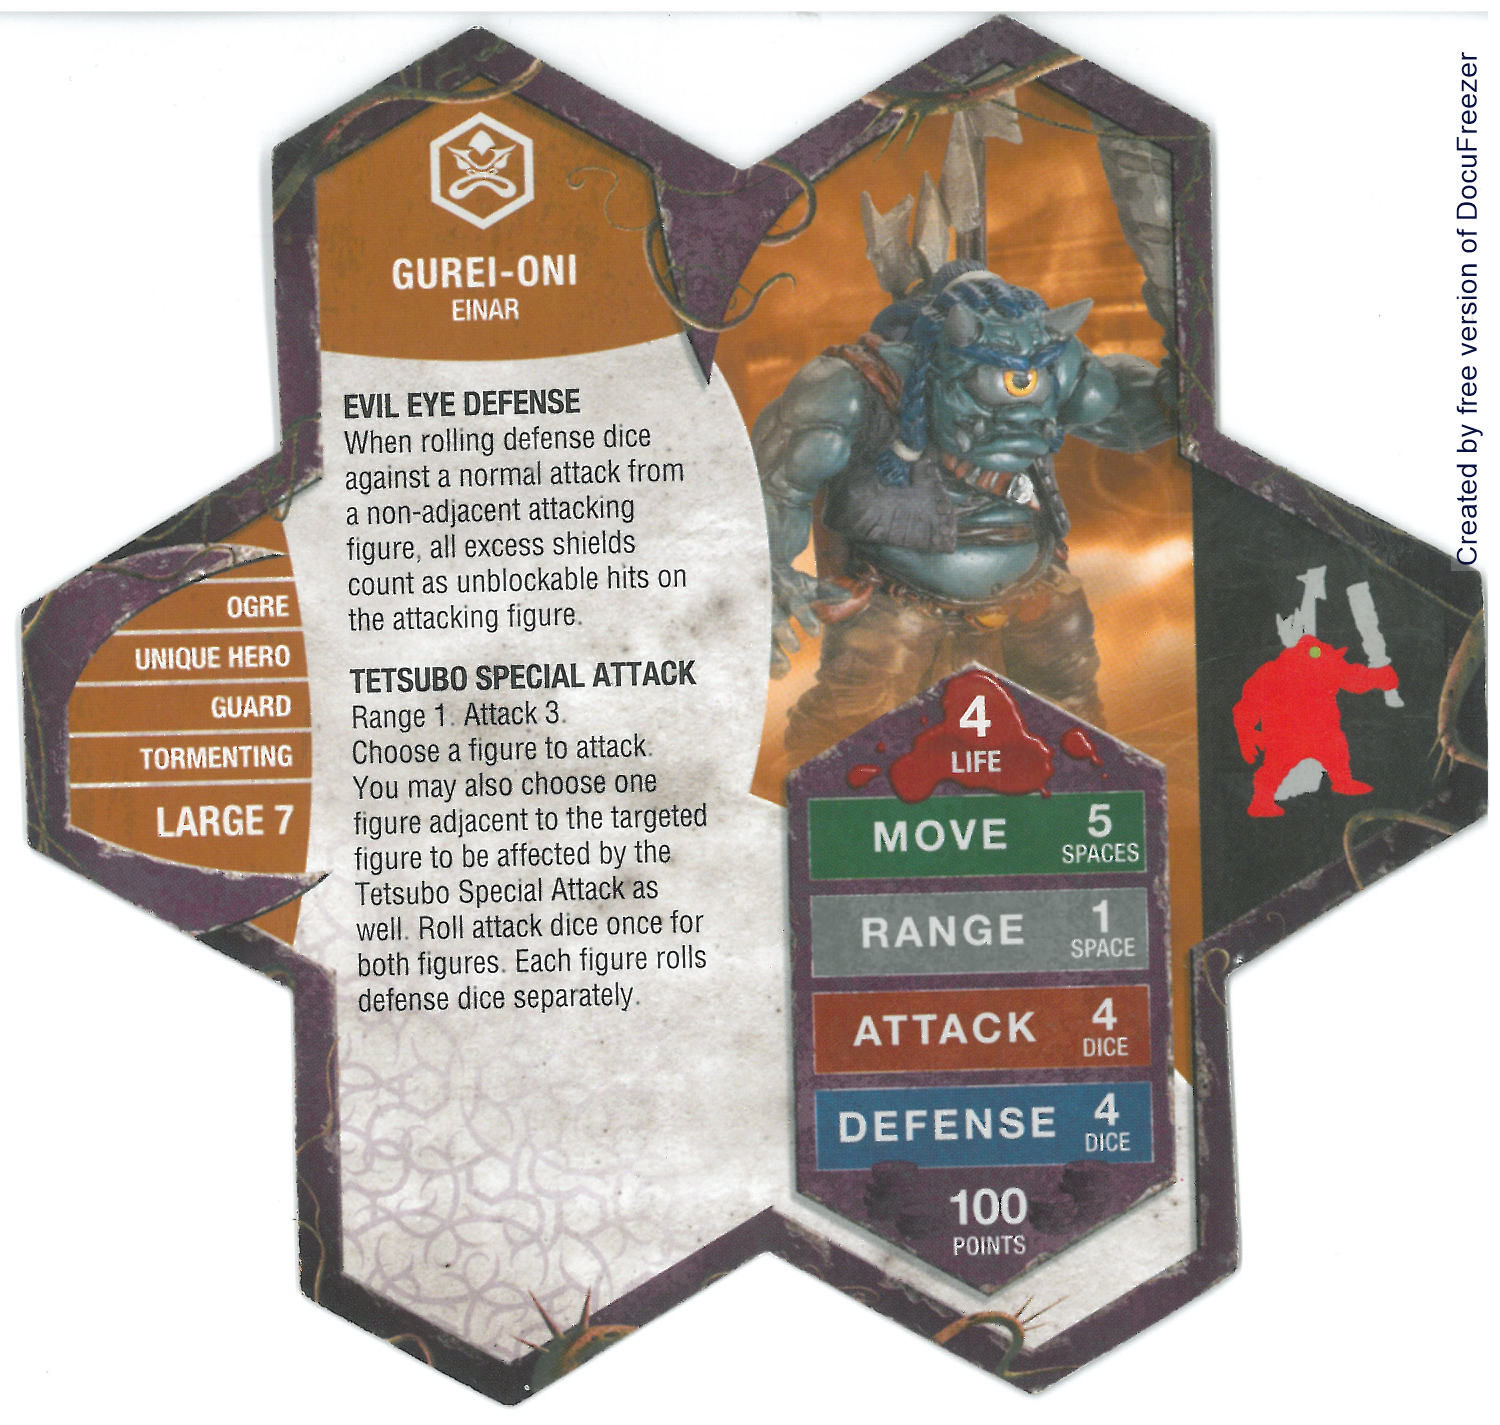 GUREI-ONI
EINAR
EVIL EYE DEFENSE
When rolling defense dice
against a normal attack from
a non-adjacent attacking
figure, all excess shields
count as unblockable hits on
the attacking figure.
TETSUBO SPECIAL ATTACK
Range 1. Attack 3.
Choose a figure to attack.
You may also choose one
figure adjacent to the targeted
figure to be affected by the
Tetsubo Special Attack as
well. Roll attack dice once for
both figures. Each figure rolls
defense dice separately.
OGRE
UNIQUE HERO
GUARD
TORMENTING
LARGE 7
4
LIFE
MOVE 5
SPACES
RANGE 1
SPACE
ATTACK 4
DICE
DEFENSE 4
DICE
100
POINTS
Created by free version of DocuFreezer